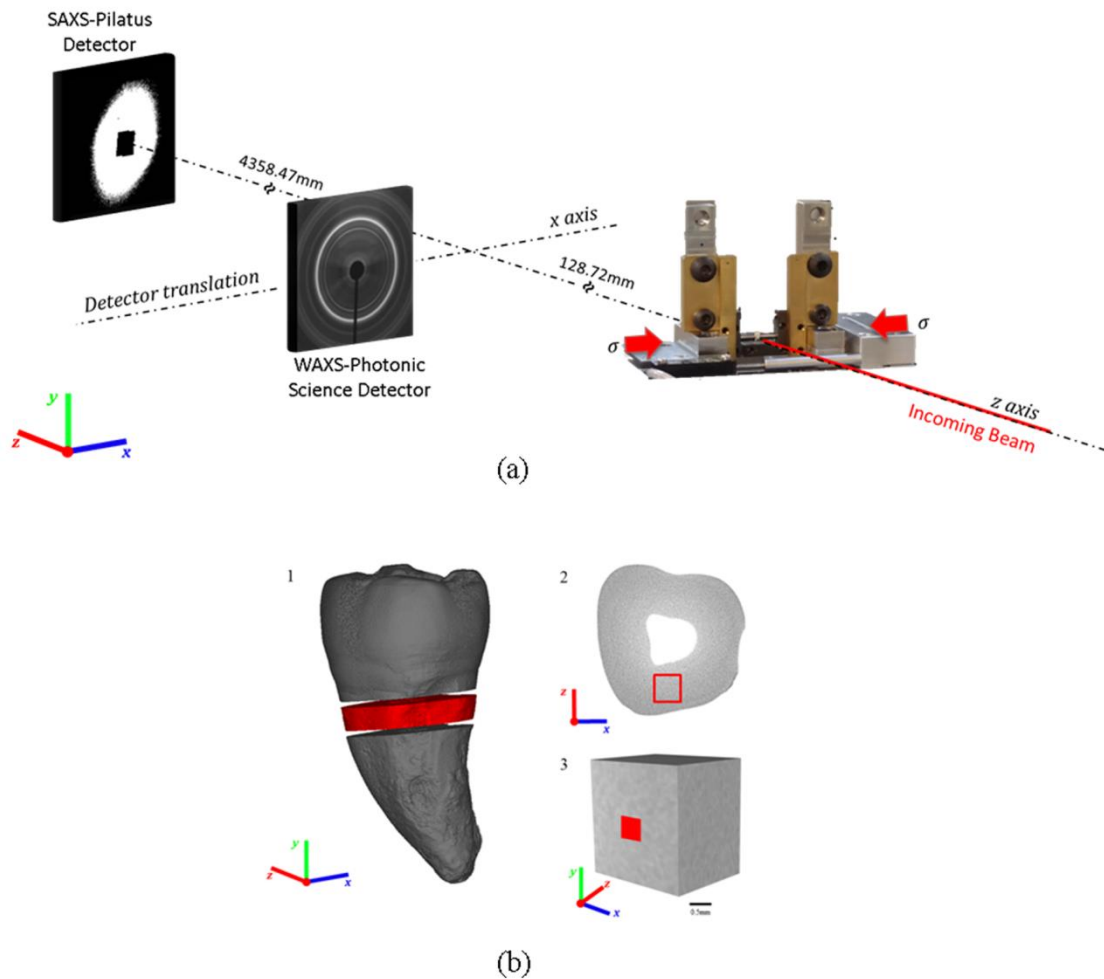 SAXS-Pilatus
Detector
4358.47mm
x axis
128.72mm
Detector translation
σ
σ
WAXS-Photonic
Science Detector
z axis
Incoming Beam
y
z
x
(a)
1
2
z
x
3
y
z
x
y
z
x
0.5mm
(b)